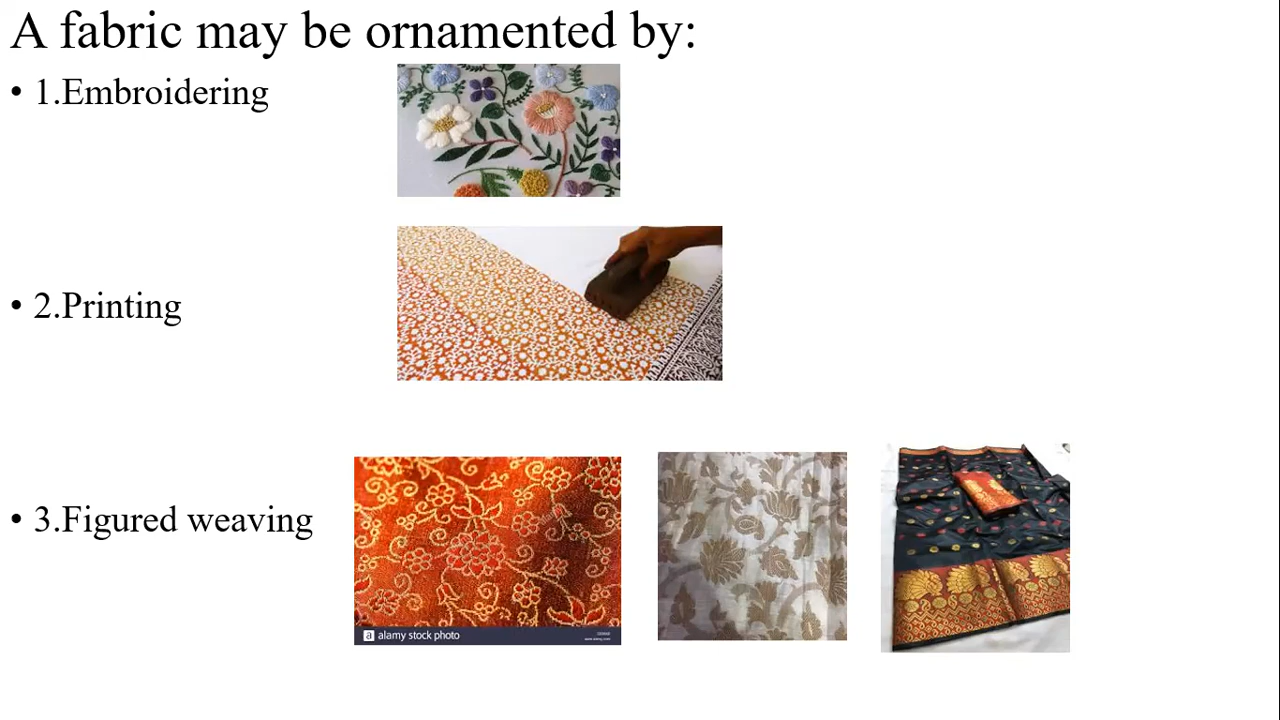 A fabric may be ornamented by:
• 1.Embroidering
• 2.Printing
• 3.Figured weaving
a alamy stock photo